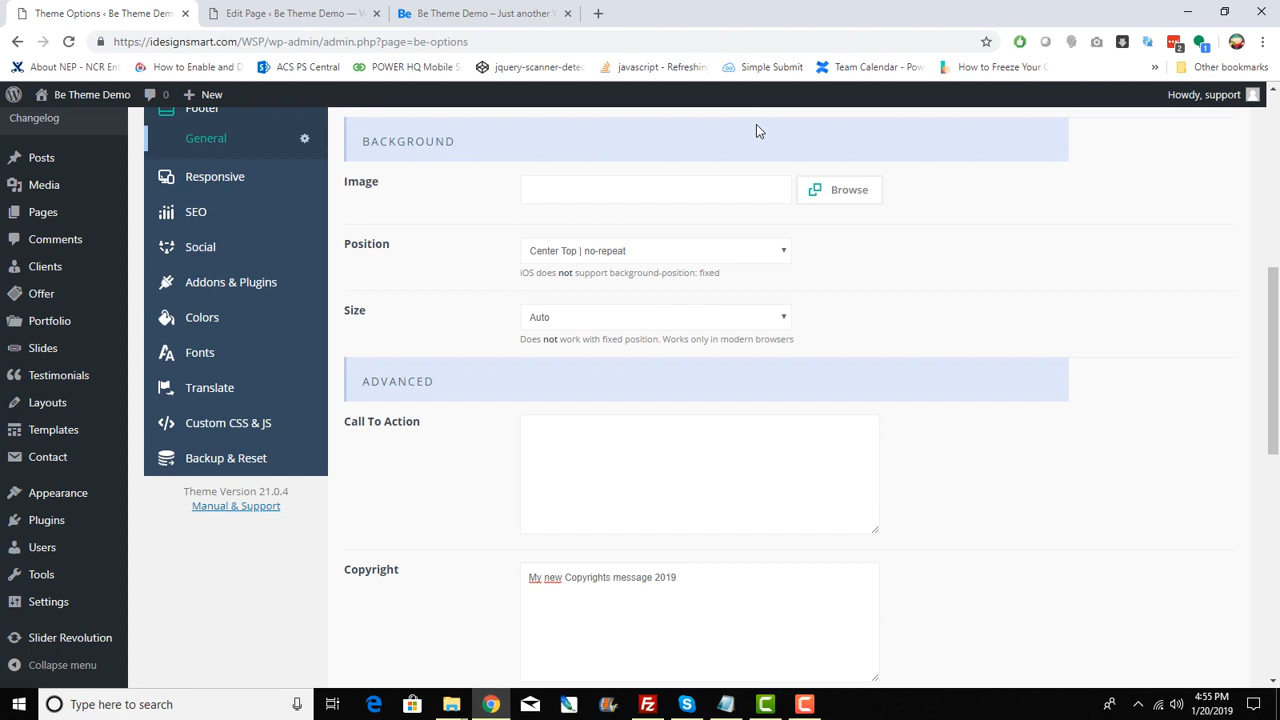 Theme Options ‹ Be Theme Demo
Edit Page ‹ Be Theme Demo — W
Be Theme Demo – Just another W
https://idesignsmart.com/WSP/wp-admin/admin.php?page=be-options
About NEP - NCR Ent
How to Enable and D
ACS PS Central
POWER HQ Mobile S
jquery-scanner-detec
javascript - Refreshin
Simple Submit
Team Calendar - Pow
How to Freeze Your C
»
Other bookmarks
Be Theme Demo
0
New
Howdy, support
Changelog
Posts
Media
Pages
Comments
Clients
Offer
Portfolio
Slides
Testimonials
Layouts
Templates
Contact
Appearance
Plugins
Users
Tools
Settings
Slider Revolution
Collapse menu
Footer
General
Responsive
SEO
Social
Addons & Plugins
Colors
Fonts
Translate
Custom CSS & JS
Backup & Reset
Theme Version 21.0.4
Manual & Support
BACKGROUND
Image
Browse
Position
Center Top | no-repeat
iOS does not support background-position: fixed
Size
Auto
Does not work with fixed position. Works only in modern browsers
ADVANCED
Call To Action
Copyright
My new Copyrights message 2019
Type here to search
4:55 PM
1/20/2019